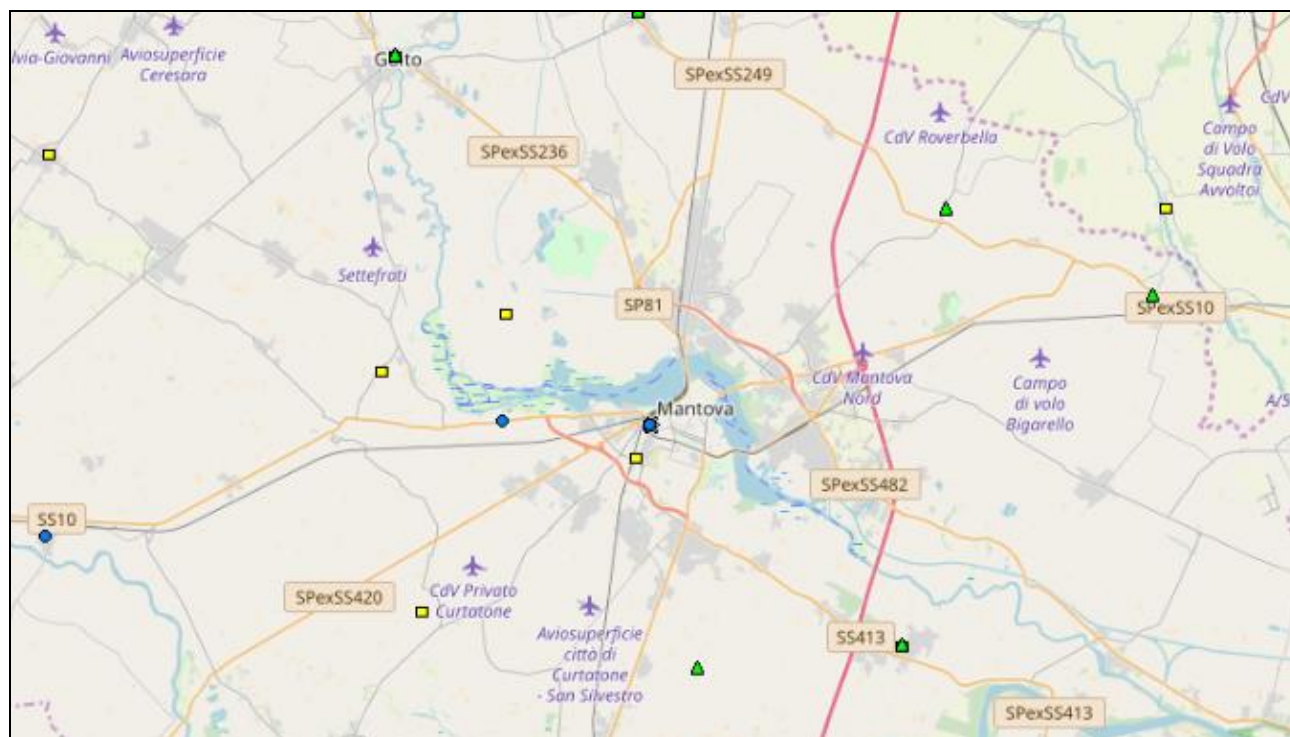 lvia-Giovanni
Aviosuperficie
Ceresara
Goito
SPexSS249
CdV
CdV Roverbella
Campo
di Volo
Squadra
Avvoltoi
SPexSS236
Settefrati
SP81
SPexSS10
CdV Mantova
Nord
Campo
di volo
Bigarello
A/S
Mantova
SPexSS482
SS10
CdV Privato
Curtatone
SPexSS420
Aviosuperficie
città di
Curtatone
- San Silvestro
SS413
SPexSS413